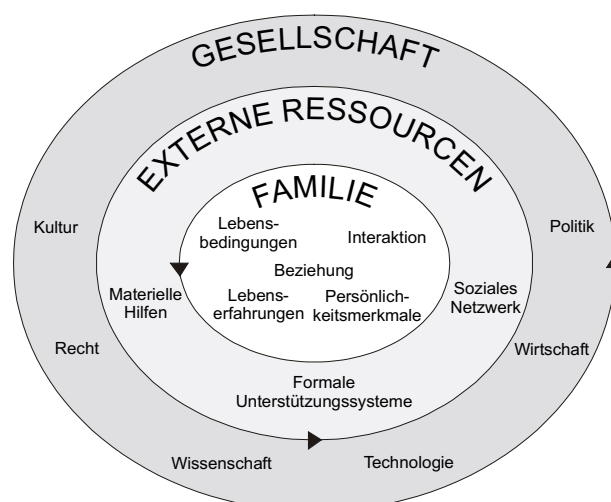 GESELLSCHAFT
EXTERNE RESSOURCEN
FAMILIE
Lebens-
bedingungen
Interaktion
Beziehung
Lebens-
erfahrungen
Persönlich-
keitsmerkmale
Kultur
Politik
Materielle
Hilfen
Soziales
Netzwerk
Recht
Wirtschaft
Formale
Unterstützungssysteme
Wissenschaft
Technologie